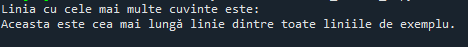 Linia cu cele mai multe cuvinte este:
Aceasta este cea mai lungă linie dintre toate liniile de exemplu.